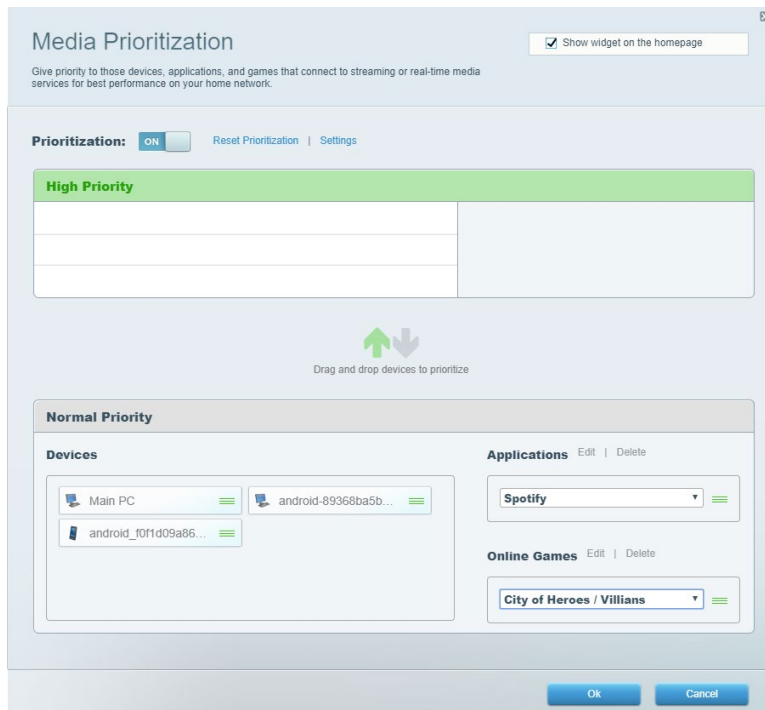 Media Prioritization
Show widget on the homepage
Give priority to those devices, applications, and games that connect to streaming or real-time media
services for best performance on your home network.
Prioritization: ON Reset Prioritization | Settings
High Priority
Drag and drop devices to prioritize
Normal Priority
Devices
Main PC
android-89368ba5b...
android_f0f1d09a86...
Applications Edit | Delete
Spotify
Online Games Edit | Delete
City of Heroes / Villians
Ok Cancel